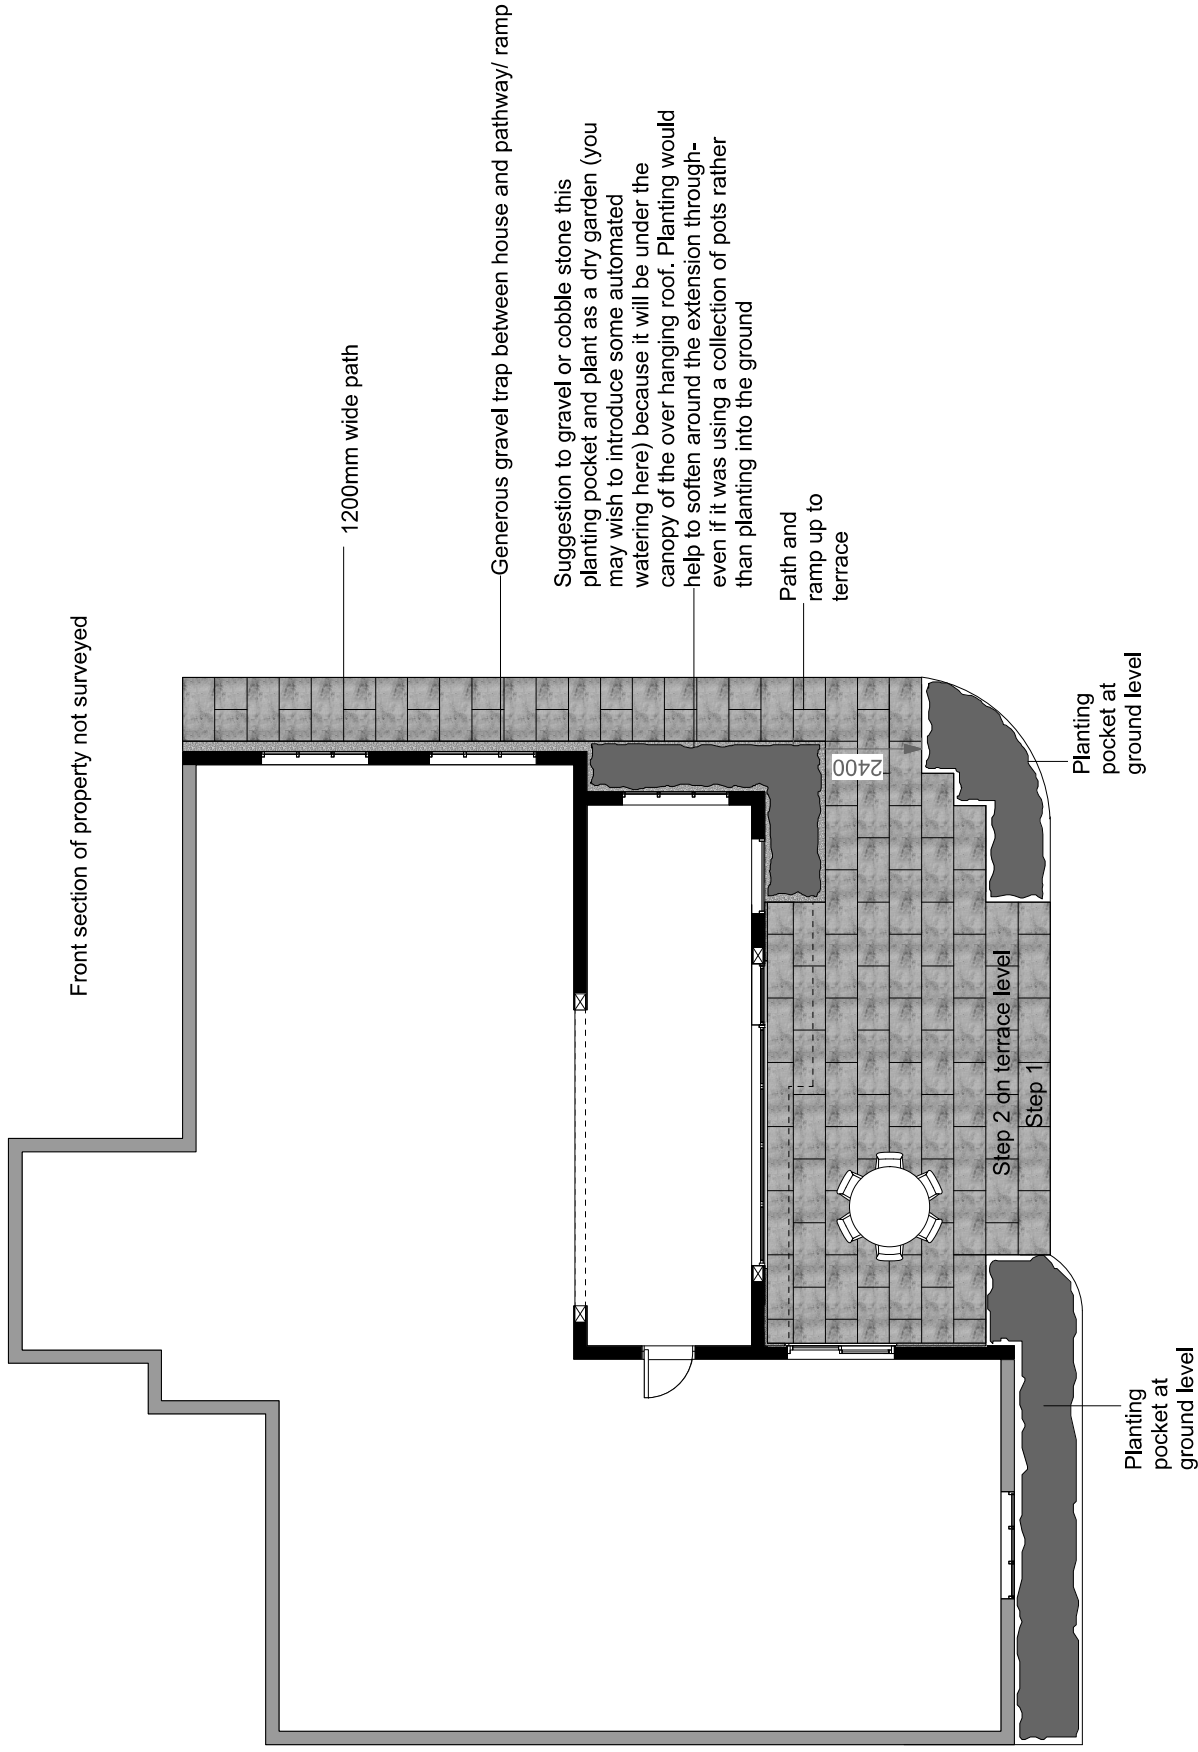 Front section of property not surveyed
1200mm wide path
Generous gravel trap between house and pathway/ ramp
Suggestion to gravel or cobble stone this
planting pocket and plant as a dry garden (you
may wish to introduce some automated
watering here) because it will be under the
canopy of the over hanging roof. Planting would
help to soften around the extension through-
even if it was using a collection of pots rather
than planting into the ground
Path and
ramp up to
terrace
2400
Step 2 on terrace level
Step 1
Planting
pocket at
ground level
Planting
pocket at
ground level